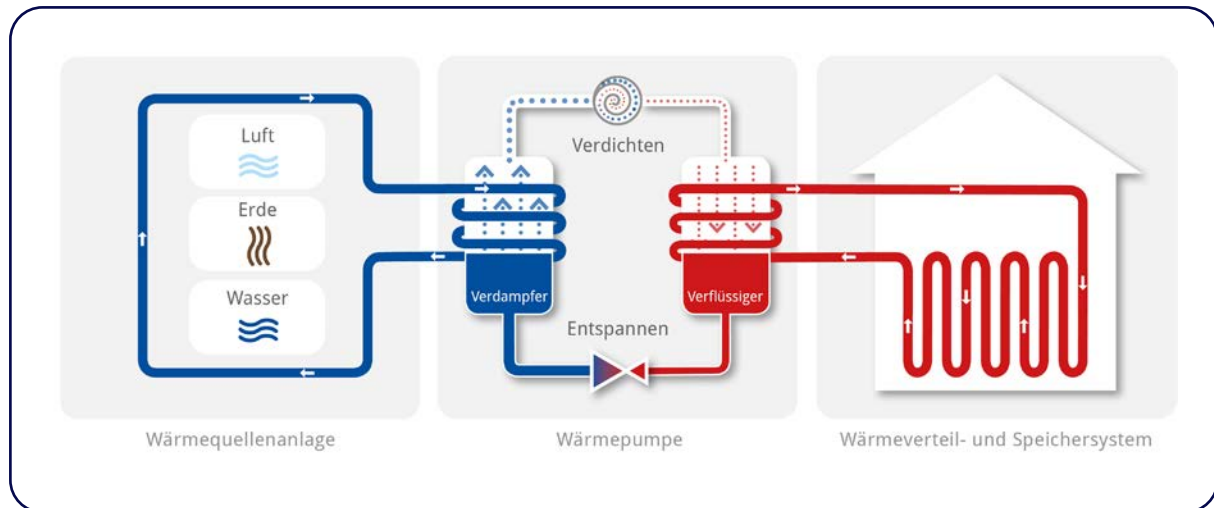 Luft
Erde
Wasser
Verdichten
Verdampfer
Verflüssiger
Entspannen
Wärmequellenanlage
Wärmepumpe
Wärmeverteil- und Speichersystem